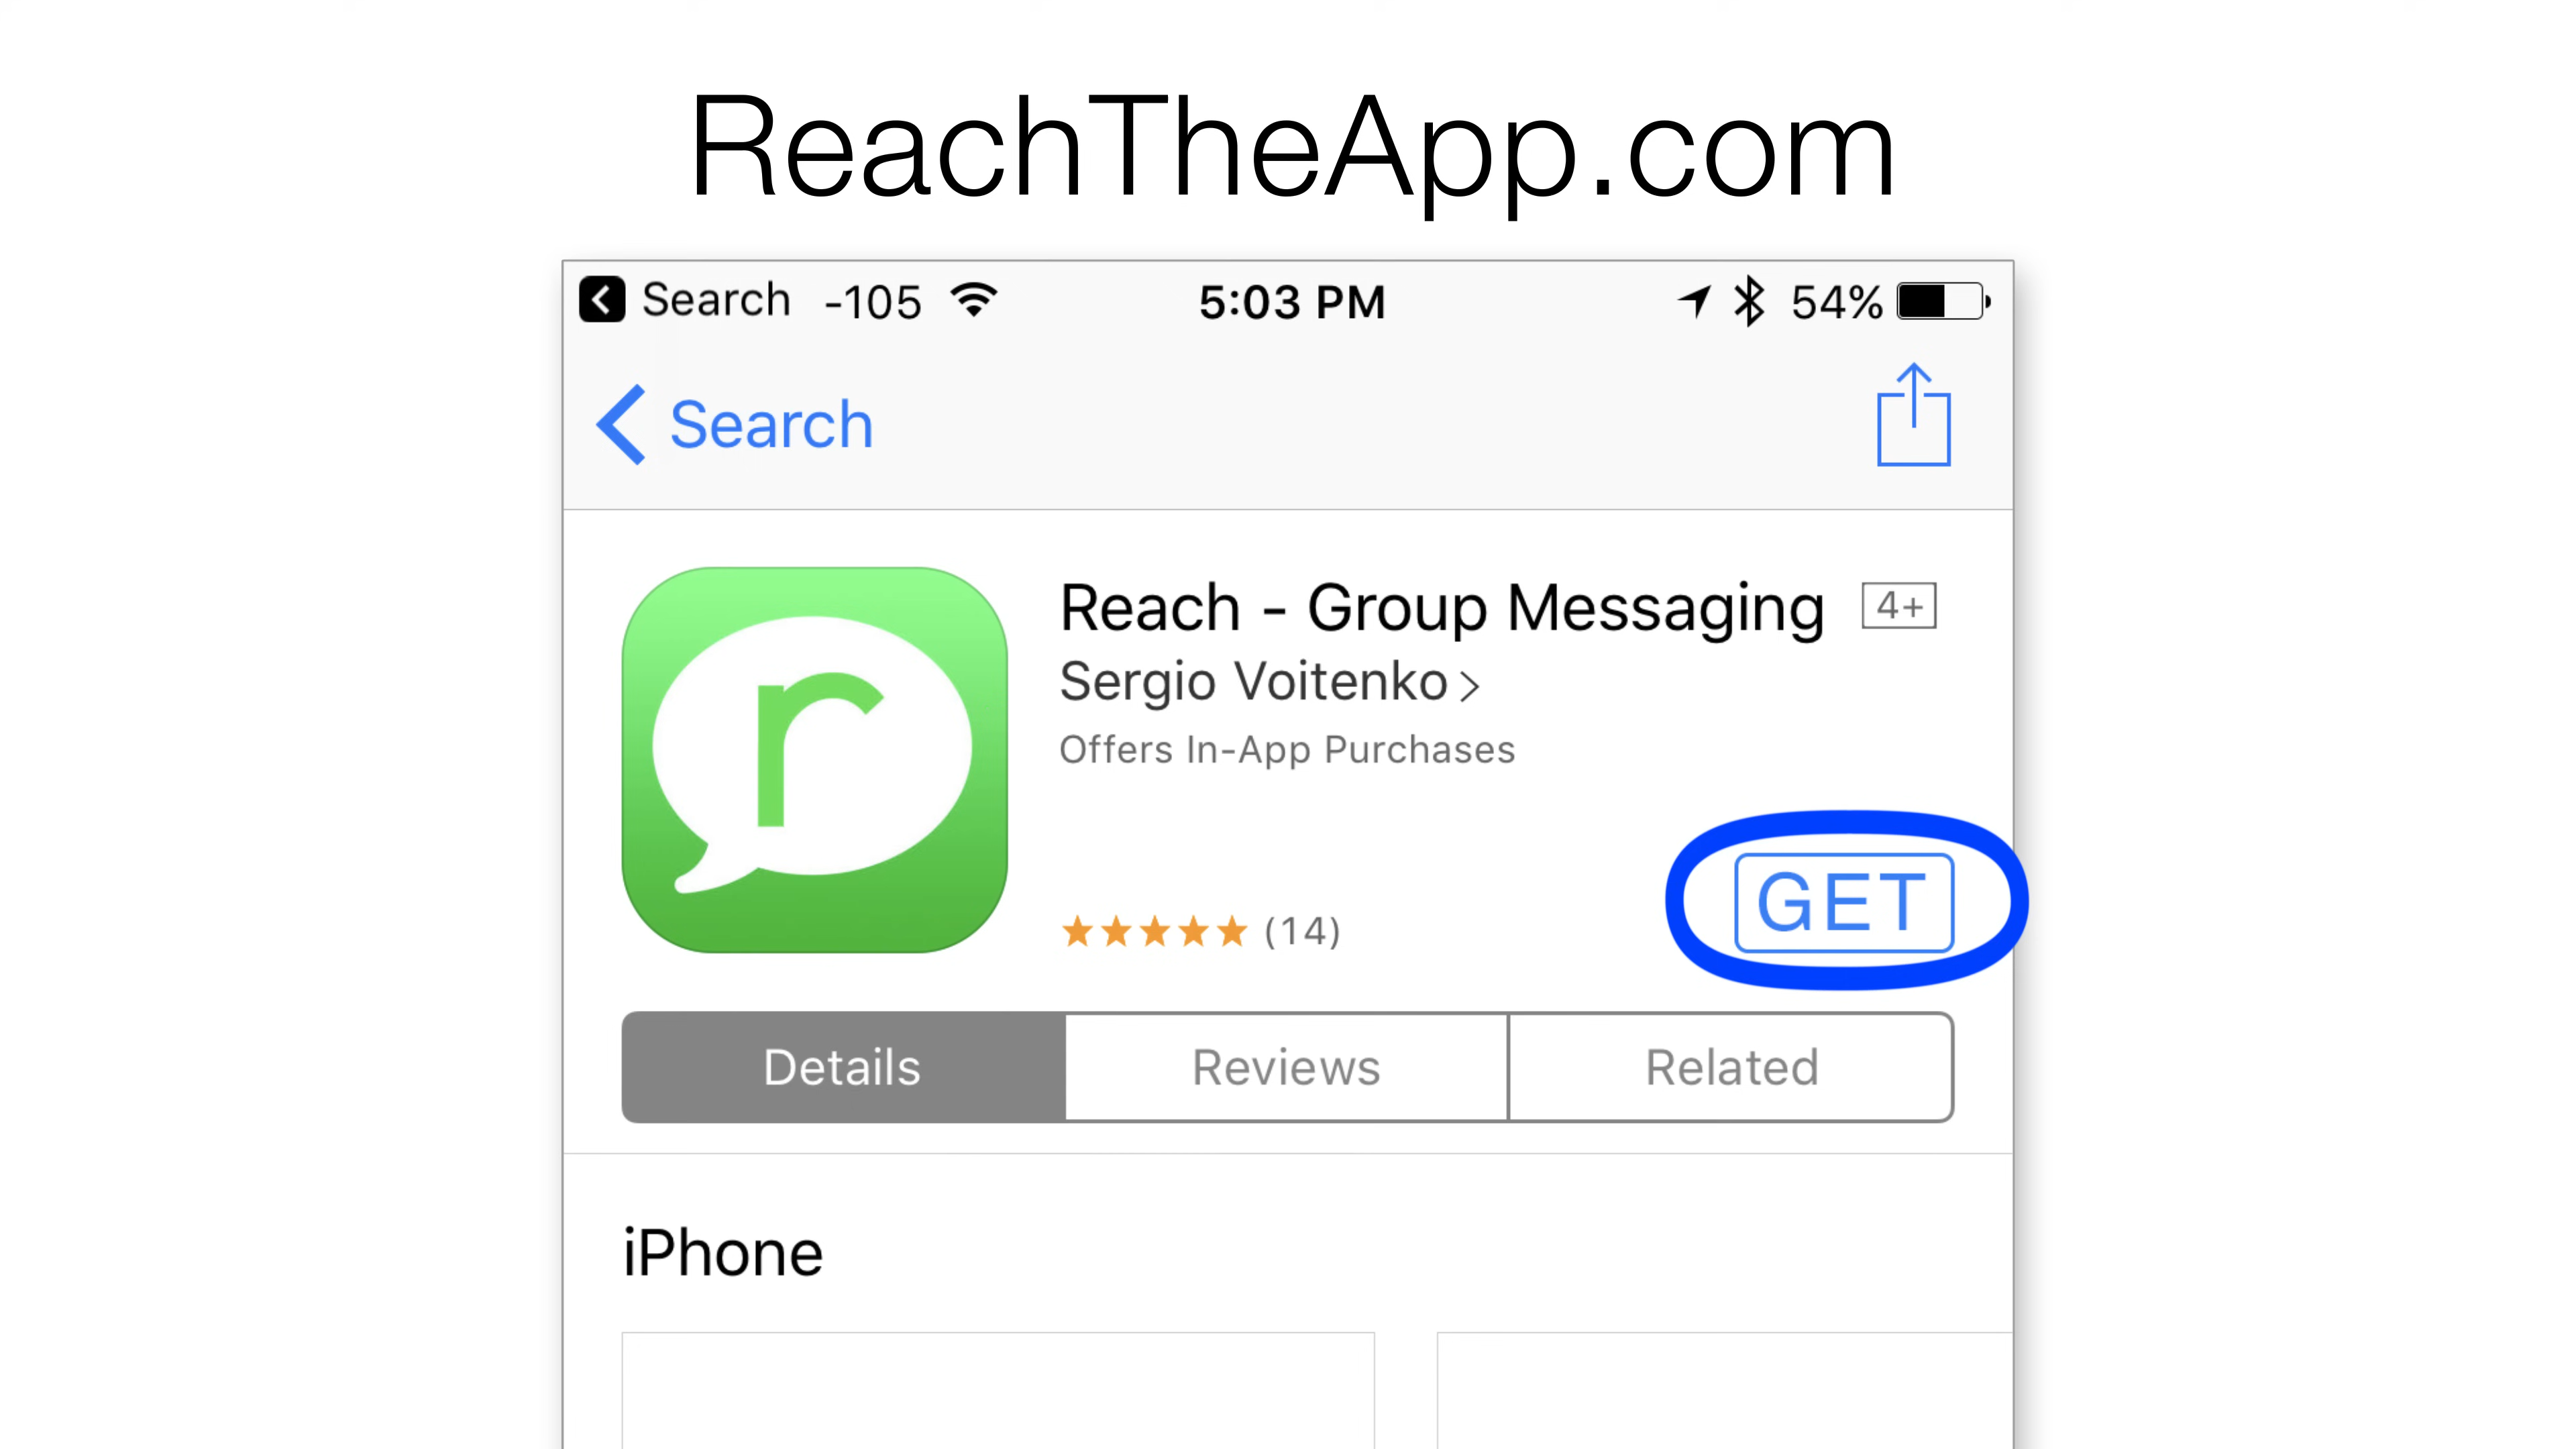 ReachTheApp.com
Search -105 5:03 PM 54%
Search
Reach - Group Messaging 4+
Sergio Voitenko >
Offers In-App Purchases
r
★★★★★ (14)
GET
Details Reviews Related
iPhone